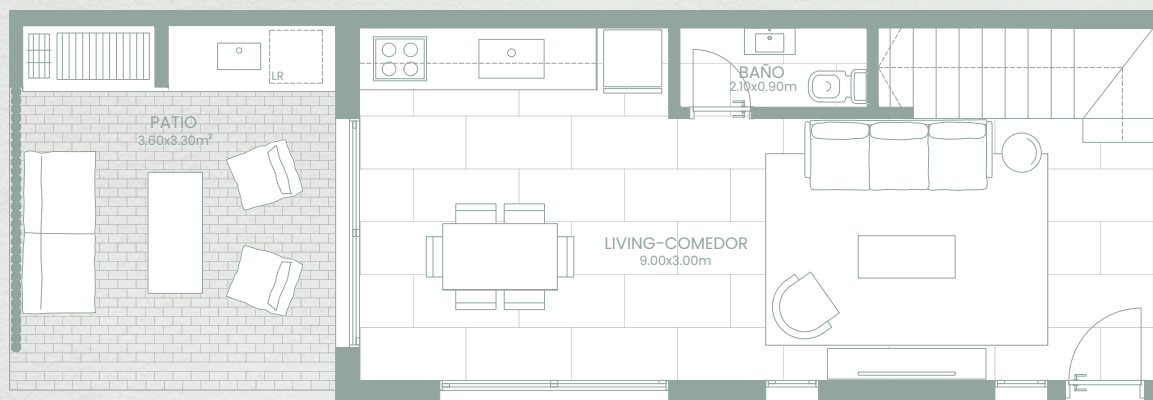 LR
BAÑO
2.10x0.90m
PATIO
3.60x3.30m²
LIVING-COMEDOR
9.00x3.00m